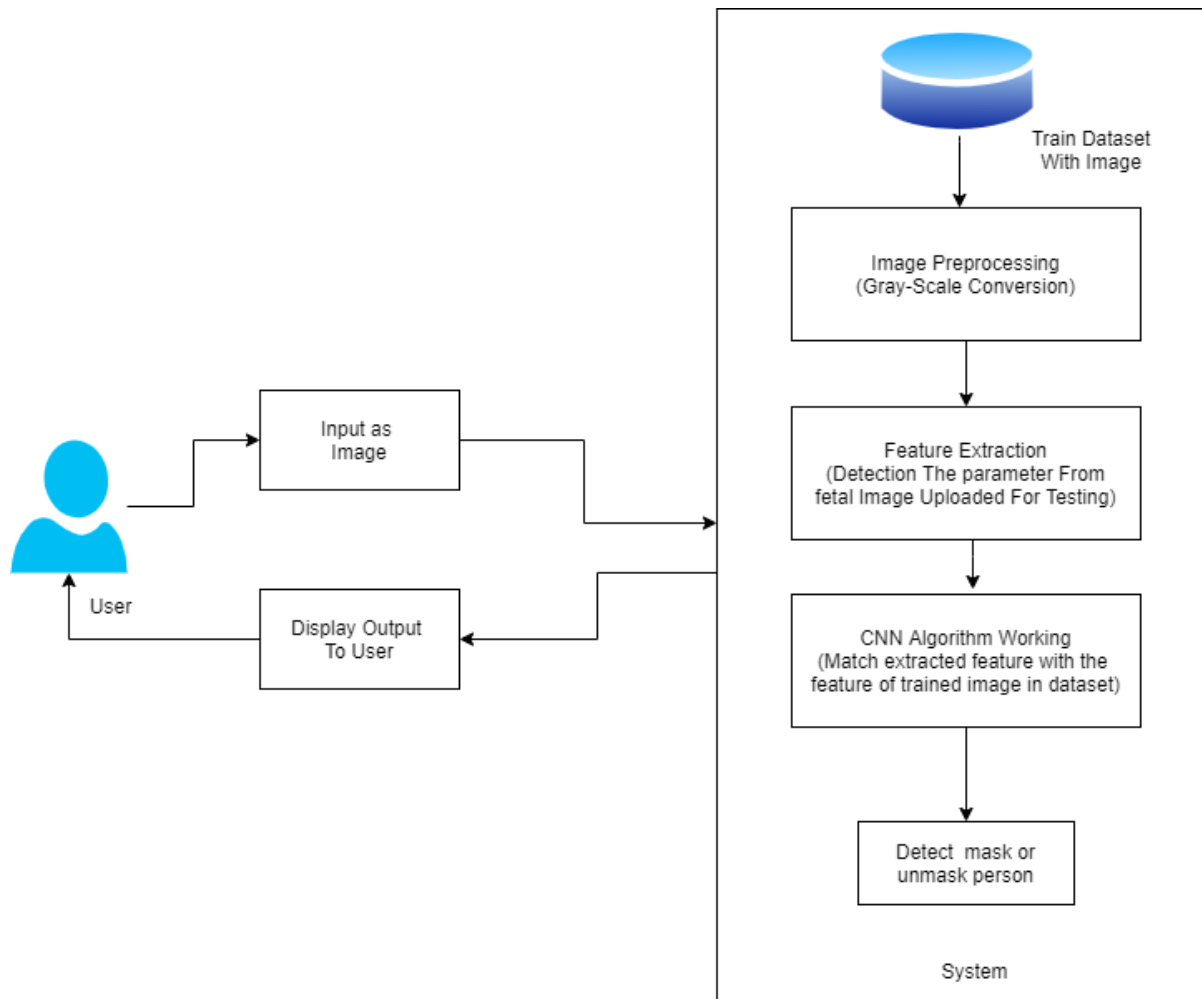 Train Dataset
With Image
Image Preprocessing
(Gray-Scale Conversion)
Input as
Image
Feature Extraction
(Detection The parameter From
fetal Image Uploaded For Testing)
User
Display Output
To User
CNN Algorithm Working
(Match extracted feature with the
feature of trained image in dataset)
Detect  mask or
unmask person
System